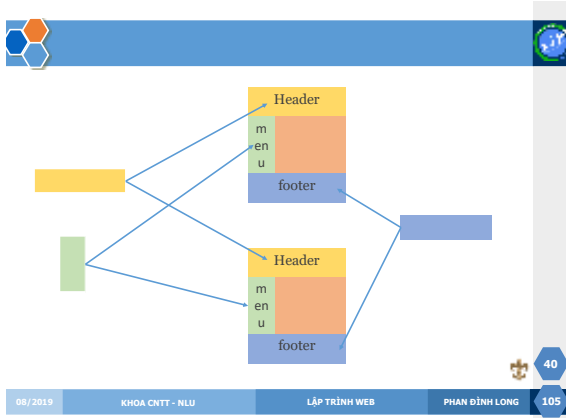 Header
m
en
u
footer
Header
m
en
u
footer
40
08/2019
KHOA CNTT - NLU
LẬP TRÌNH WEB
PHAN ĐÌNH LONG
105